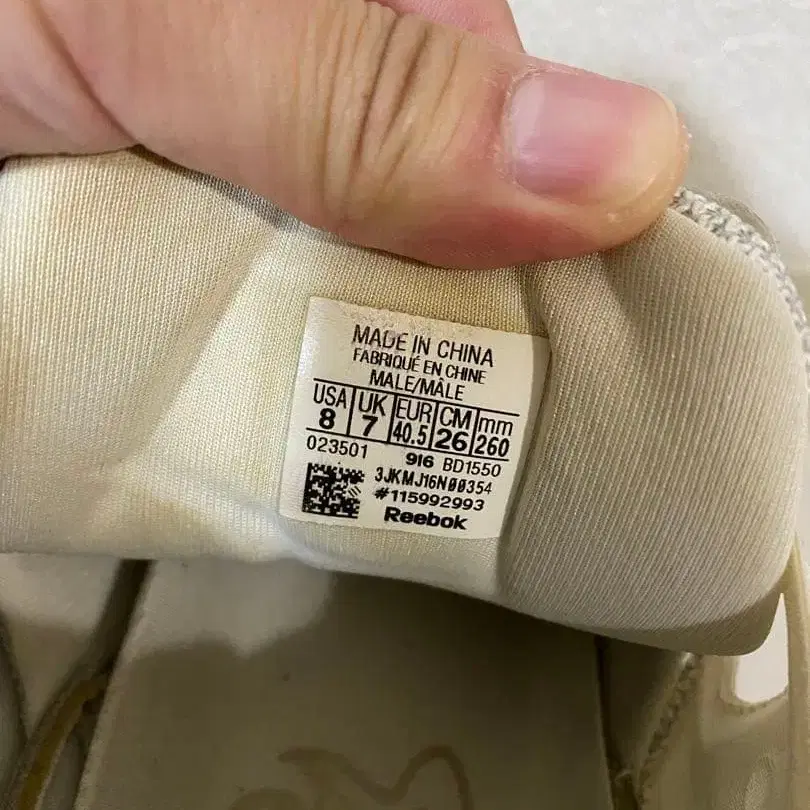 MADE IN CHINA
FABRIQUÉ EN CHINE
MALE/MÂLE
USA UK EUR CM mm
8 7 40.5 26 260
023501 916 BD1550
3JKMJ16N00354
#115992993
Reebok